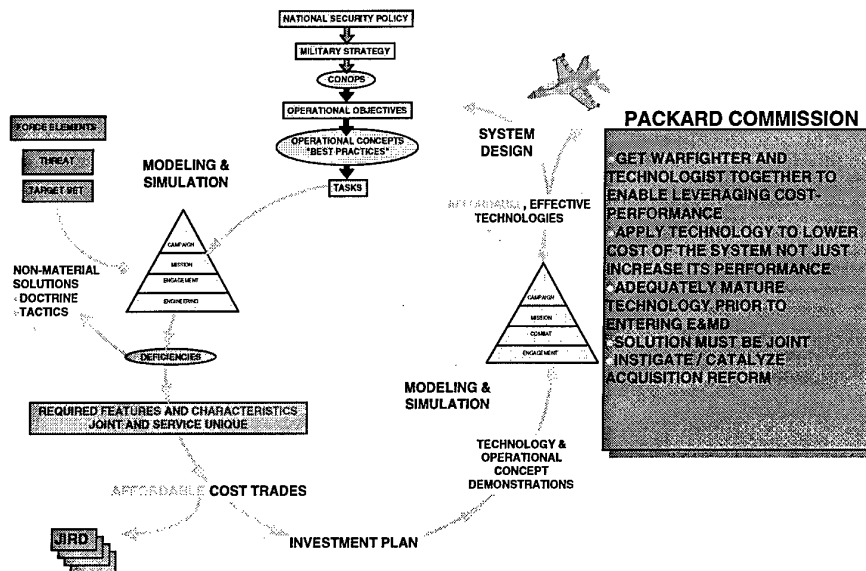 NATIONAL SECURITY POLICY
MILITARY STRATEGY
CONOPS
OPERATIONAL OBJECTIVES
OPERATIONAL CONCEPTS
"BEST PRACTICES"
TASKS
FORCE ELEMENTS
THREAT
TARGET SET
MODELING &
SIMULATION
CAMPAIGN
MISSION
ENGAGEMENT
ENGINEERING
NON-MATERIAL
SOLUTIONS
- DOCTRINE
- TACTICS
DEFICIENCIES
REQUIRED FEATURES AND CHARACTERISTICS
JOINT AND SERVICE UNIQUE
AFFORDABLE COST TRADES
JIRD
INVESTMENT PLAN
TECHNOLOGY &
OPERATIONAL
CONCEPT
DEMONSTRATIONS
MODELING &
SIMULATION
CAMPAIGN
MISSION
COMBAT
ENGAGEMENT
AFFORDABLE, EFFECTIVE
TECHNOLOGIES
SYSTEM
DESIGN
PACKARD COMMISSION
•GET WARFIGHTER AND
TECHNOLOGIST TOGETHER TO
ENABLE LEVERAGING COST-
PERFORMANCE
•APPLY TECHNOLOGY TO LOWER
COST OF THE SYSTEM NOT JUST
INCREASE ITS PERFORMANCE
•ADEQUATELY MATURE
TECHNOLOGY PRIOR TO
ENTERING E&MD
•SOLUTION MUST BE JOINT
•INSTIGATE / CATALYZE
ACQUISITION REFORM